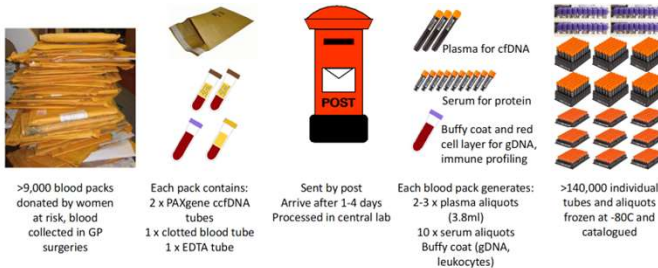 POST
Plasma for cfDNA
Serum for protein
Buffy coat and red
cell layer for gDNA,
immune profiling
>9,000 blood packs
donated by women
at risk, blood
collected in GP
surgeries
Each pack contains:
2 x PAXgene ccfDNA
tubes
1 x clotted blood tube
1 x EDTA tube
Sent by post
Arrive after 1-4 days
Processed in central lab
Each blood pack generates:
2-3 x plasma aliquots
(3.8ml)
10 x serum aliquots
Buffy coat (gDNA,
leukocytes)
>140,000 individual
tubes and aliquots
frozen at -80C and
catalogued